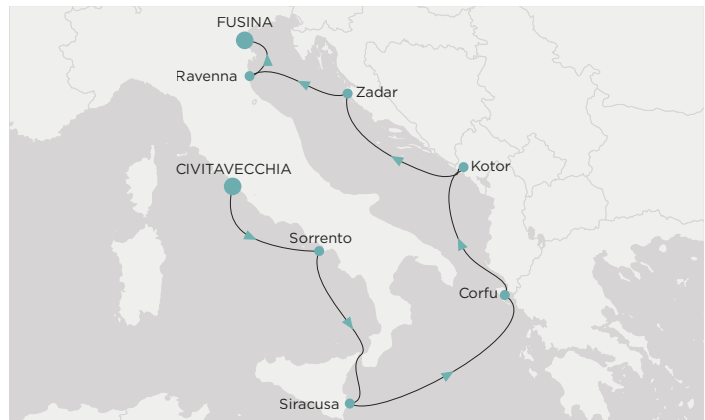 FUSINA
Ravenna
Zadar
CIVITAVECCHIA
Kotor
Sorrento
Corfu
Siracusa